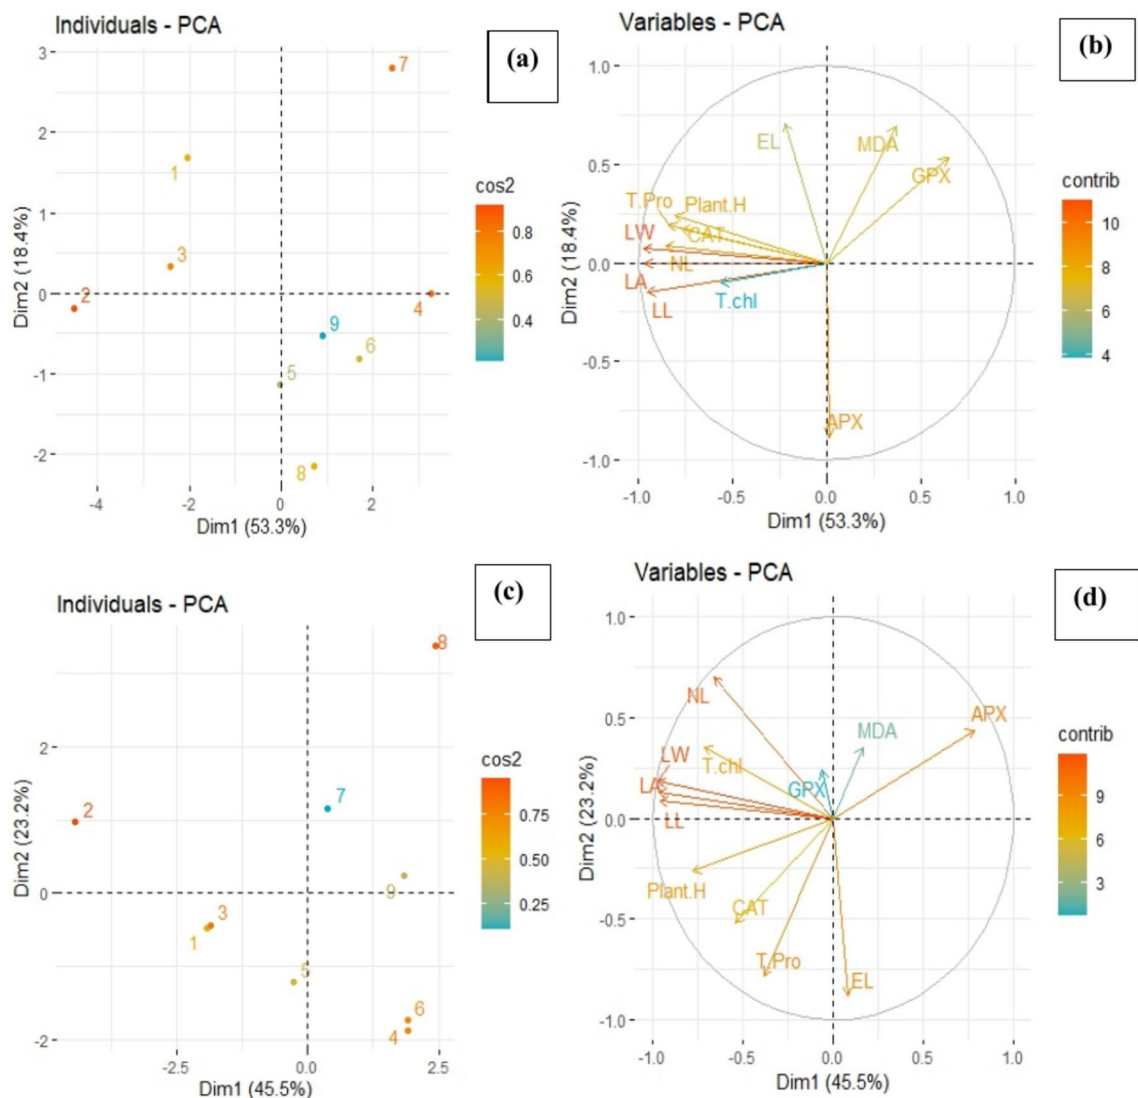 Individuals - PCA
(a)
3
2
1
0
-1
-2
Dim2 (18.4%)
7
1
3
2
4
9
6
5
8
-4
-2
0
2
Dim1 (53.3%)
cos2
0.8
0.6
0.4
Variables - PCA
(b)
1.0
0.5
0.0
-0.5
-1.0
Dim2 (18.4%)
EL
MDA
GPX
T.Pro
Plant.H
LW
CAT
NL
LA
LL
T.chl
APX
-1.0
-0.5
0.0
0.5
1.0
Dim1 (53.3%)
contrib
10
8
6
4
Individuals - PCA
(c)
2
0
-2
Dim2 (23.2%)
8
7
2
9
3
1
5
6
4
-2.5
0.0
2.5
Dim1 (45.5%)
cos2
0.75
0.50
0.25
Variables - PCA
(d)
1.0
0.5
0.0
-0.5
-1.0
Dim2 (23.2%)
NL
APX
MDA
LW
T.chl
LA
GPX
LL
Plant.H
CAT
T.Pro
EL
-1.0
-0.5
0.0
0.5
1.0
Dim1 (45.5%)
contrib
9
6
3